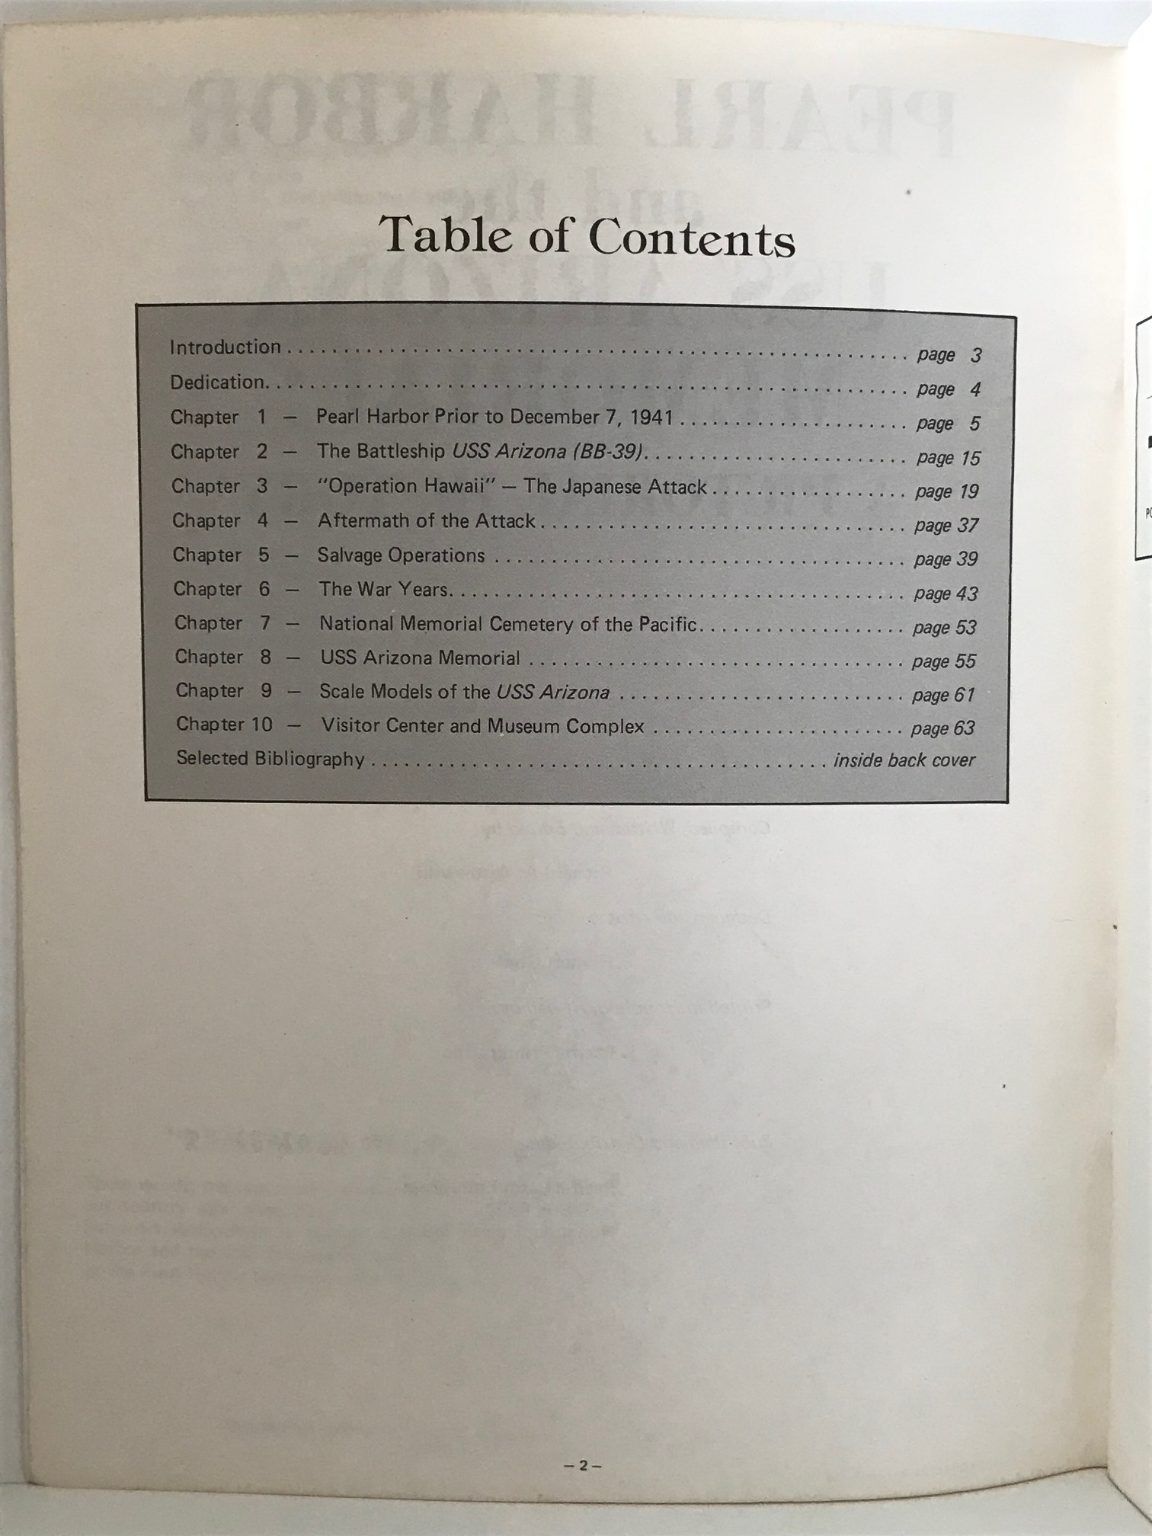 Table of Contents
Introduction . . . . . . . . . . . . . . . . . . . . . . . . . . . . . . . . . . . . . . . . . . . . . . . . . . . . . . . page 3
Dedication. . . . . . . . . . . . . . . . . . . . . . . . . . . . . . . . . . . . . . . . . . . . . . . . . . . . . . . . . page 4
Chapter 1 — Pearl Harbor Prior to December 7, 1941 . . . . . . . . . . . . . . . . . . . . page 5
Chapter 2 — The Battleship USS Arizona (BB-39). . . . . . . . . . . . . . . . . . . . . . . . page 15
Chapter 3 — "Operation Hawaii" — The Japanese Attack . . . . . . . . . . . . . . . . . . page 19
Chapter 4 — Aftermath of the Attack . . . . . . . . . . . . . . . . . . . . . . . . . . . . . . . . . page 37
Chapter 5 — Salvage Operations . . . . . . . . . . . . . . . . . . . . . . . . . . . . . . . . . . . . . page 39
Chapter 6 — The War Years. . . . . . . . . . . . . . . . . . . . . . . . . . . . . . . . . . . . . . . . . page 43
Chapter 7 — National Memorial Cemetery of the Pacific. . . . . . . . . . . . . . . . . . . page 53
Chapter 8 — USS Arizona Memorial . . . . . . . . . . . . . . . . . . . . . . . . . . . . . . . . . . page 55
Chapter 9 — Scale Models of the USS Arizona . . . . . . . . . . . . . . . . . . . . . . . . . . page 61
Chapter 10 — Visitor Center and Museum Complex . . . . . . . . . . . . . . . . . . . . . . . page 63
Selected Bibliography . . . . . . . . . . . . . . . . . . . . . . . . . . . . . . . . . . . . . . . . . inside back cover
— 2 —